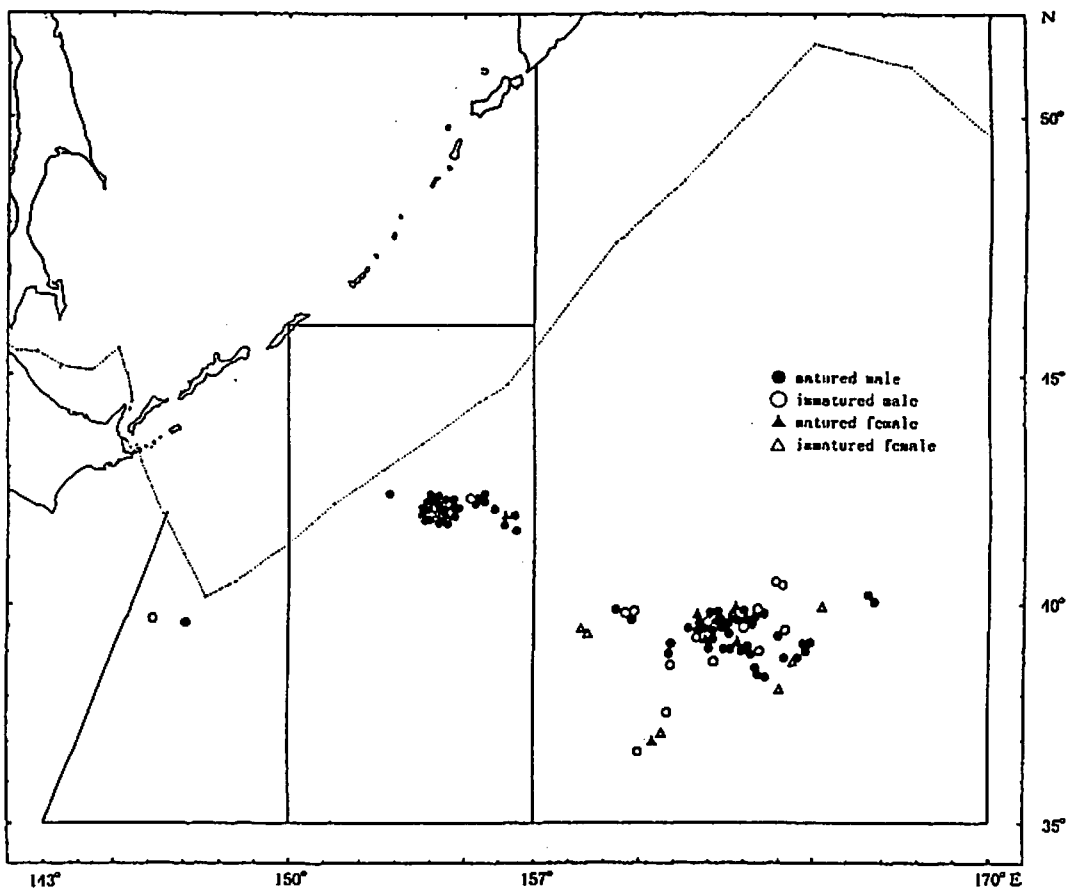 N
50°
45°
● matured male
○ immatured male
▲ matured female
△ immatured female
40°
35°
143° 150° 157° 170° E